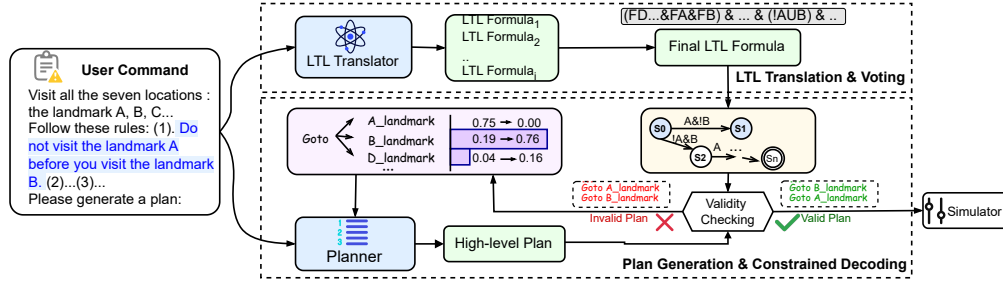 User Command
Visit all the seven locations :
the landmark A, B, C...
Follow these rules: (1). Do
not visit the landmark A
before you visit the landmark
B. (2)...(3)...
Please generate a plan:
LTL Translator
LTL Formula1
LTL Formula2
..
LTL Formulai
(FD...&FA&FB) & ... & (!AUB) & ..
Final LTL Formula
LTL Translation & Voting
Goto
A_landmark
B_landmark
D_landmark
...
0.75 → 0.00
0.19 → 0.76
0.04 → 0.16
S0
A&!B
S1
!A&B
S2
A
...
Sn
Goto A_landmark
Goto B_landmark
Invalid Plan
Validity
Checking
Goto B_landmark
Goto A_landmark
Valid Plan
Simulator
1
2
3
Planner
High-level Plan
Plan Generation & Constrained Decoding